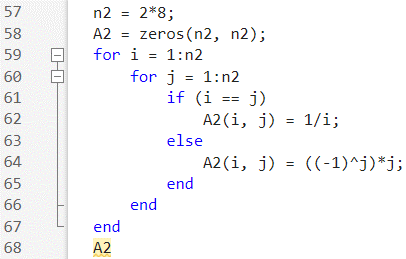 57 n2 = 2*8;
58 A2 = zeros(n2, n2);
59 for i = 1:n2
60 for j = 1:n2
61 if (i == j)
62 A2(i, j) = 1/i;
63 else
64 A2(i, j) = ((-1)^j)*j;
65 end
66 end
67 end
68 A2